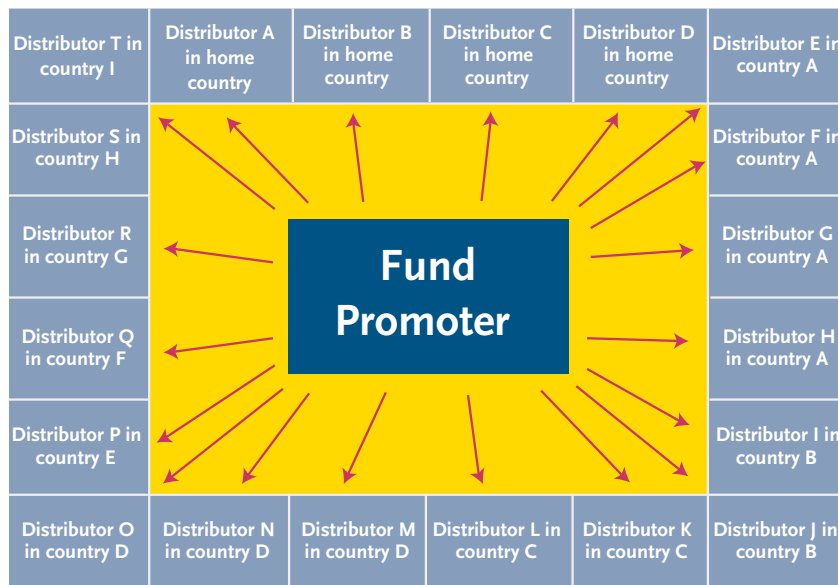 Distributor T in
country I
Distributor A
in home
country
Distributor B
in home
country
Distributor C
in home
country
Distributor D
in home
country
Distributor E in
country A
Distributor S in
country H
Distributor F in
country A
Distributor R
in country G
Distributor G
in country A
Fund
Promoter
Distributor Q
in country F
Distributor H
in country A
Distributor P in
country E
Distributor I in
country B
Distributor O
in country D
Distributor N
in country D
Distributor M
in country D
Distributor L in
country C
Distributor K
in country C
Distributor J in
country B